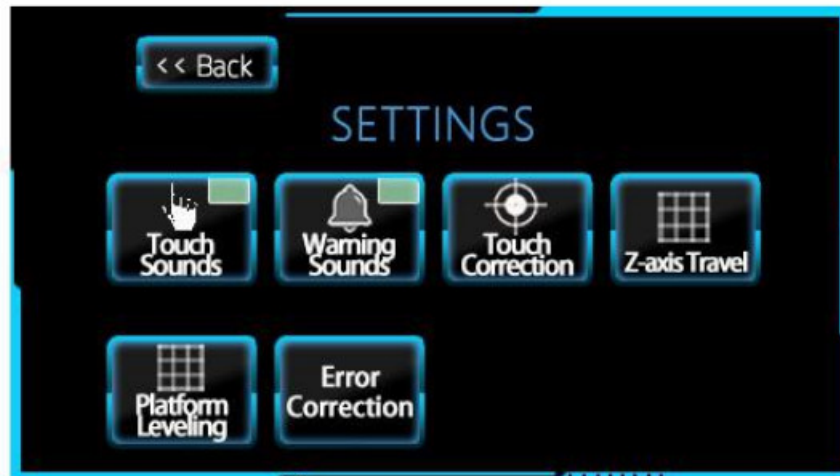 << Back
SETTINGS
Touch
Sounds
Warning
Sounds
Touch
Correction
Z-axis Travel
Platform
Leveling
Error
Correction